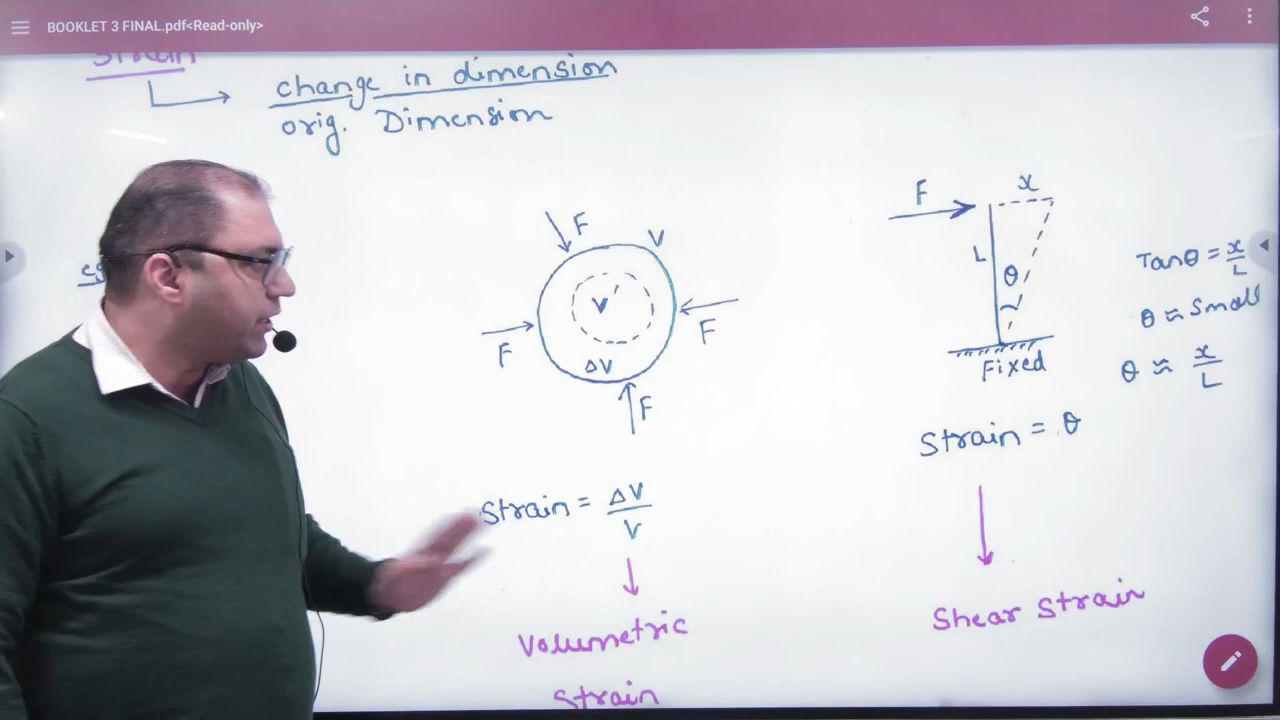 BOOKLET 3 FINAL.pdf<Read-only>
Strain
change in dimension
orig. Dimension
F
V
V'
F
F
ΔV
F
Strain = ΔV
V
Volumetric
Strain
F
x
L
θ
Fixed
Tanθ = x
L
θ ≈ Small
θ ≈ x
L
Strain = θ
Shear Strain